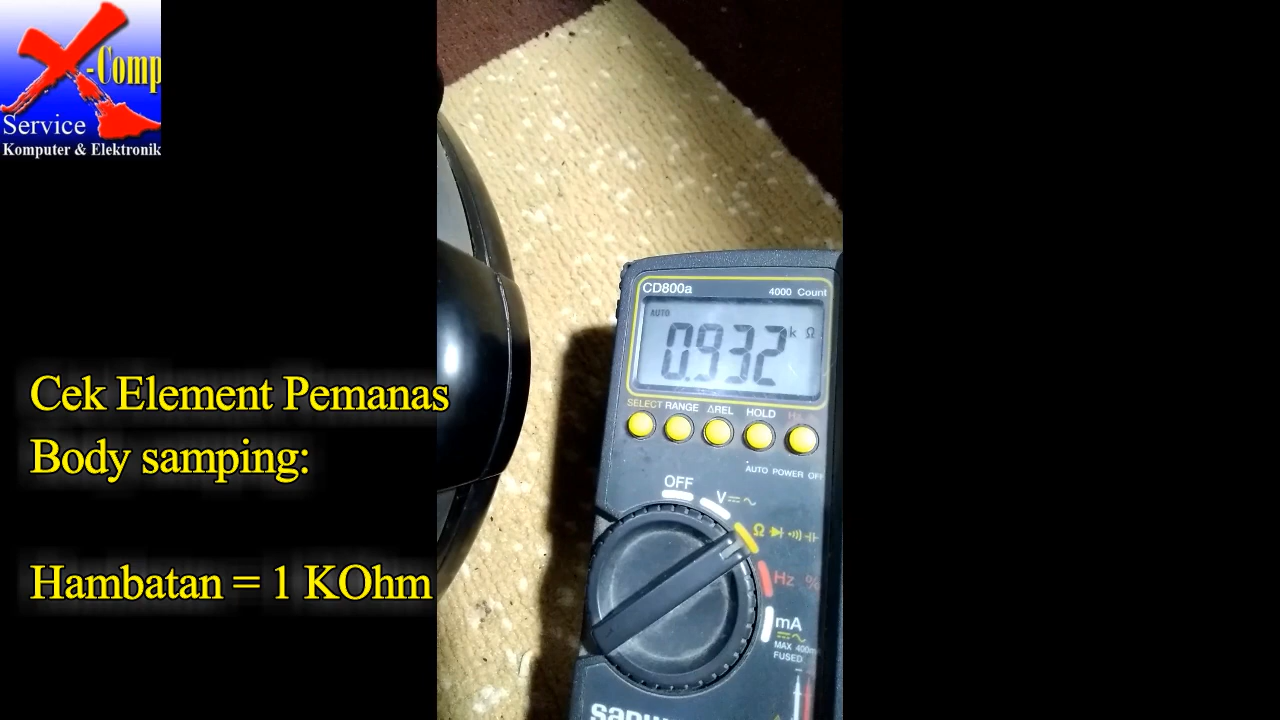 -Comp
Service
Komputer & Elektronik
Cek Element Pemanas
Body samping:
Hambatan = 1 KOhm
CD800a 4000 Count
AUTO
0.932 k Ω
SELECT RANGE ΔREL HOLD
AUTO POWER OFF
OFF
V
Ω
Hz %
mA
MAX 400m
FUSED